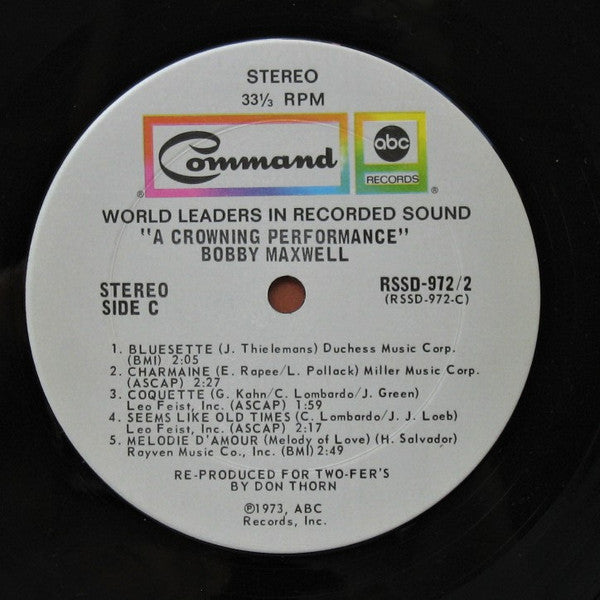 STEREO
33⅓ RPM
Command
abc
RECORDS
®
®
WORLD LEADERS IN RECORDED SOUND
"A CROWNING PERFORMANCE"
BOBBY MAXWELL
STEREO
SIDE C
RSSD-972/2
(RSSD-972-C)
1. BLUESETTE (J. Thielemans) Duchess Music Corp.
(BMI) 2:05
2. CHARMAINE (E. Rapee/L. Pollack) Miller Music Corp.
(ASCAP) 2:27
3. COQUETTE (G. Kahn/C. Lombardo/J. Green)
Leo Feist, Inc. (ASCAP) 1:59
4. SEEMS LIKE OLD TIMES (C. Lombardo/J. J. Loeb)
Leo Feist, Inc. (ASCAP) 2:17
5. MELODIE D'AMOUR (Melody of Love) (H. Salvador)
Rayven Music Co., Inc. (BMI) 2:49
RE-PRODUCED FOR TWO-FER'S
BY DON THORN
℗1973, ABC
Records, Inc.